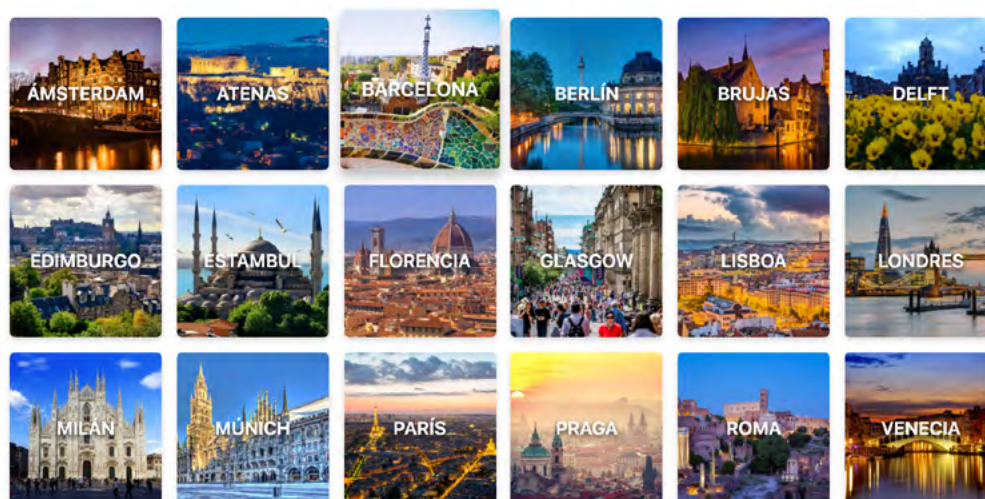 ÁMSTERDAM
ATENAS
BARCELONA
BERLÍN
BRUJAS
DELFT
EDIMBURGO
ESTAMBUL
FLORENCIA
GLASGOW
LISBOA
LONDRES
MILÁN
MÚNICH
PARÍS
PRAGA
ROMA
VENECIA